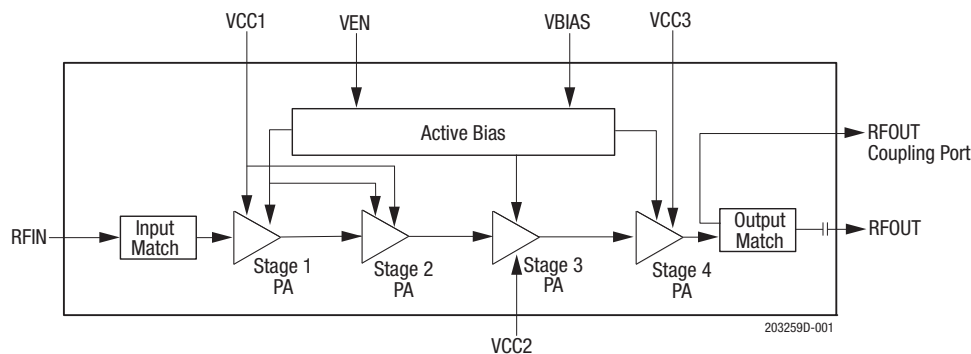 VCC1
VEN
VBIAS
VCC3
Active Bias
RFOUT
Coupling Port
RFIN
Input
Match
Stage 1
PA
Stage 2
PA
Stage 3
PA
Stage 4
PA
Output
Match
RFOUT
203259D-001
VCC2